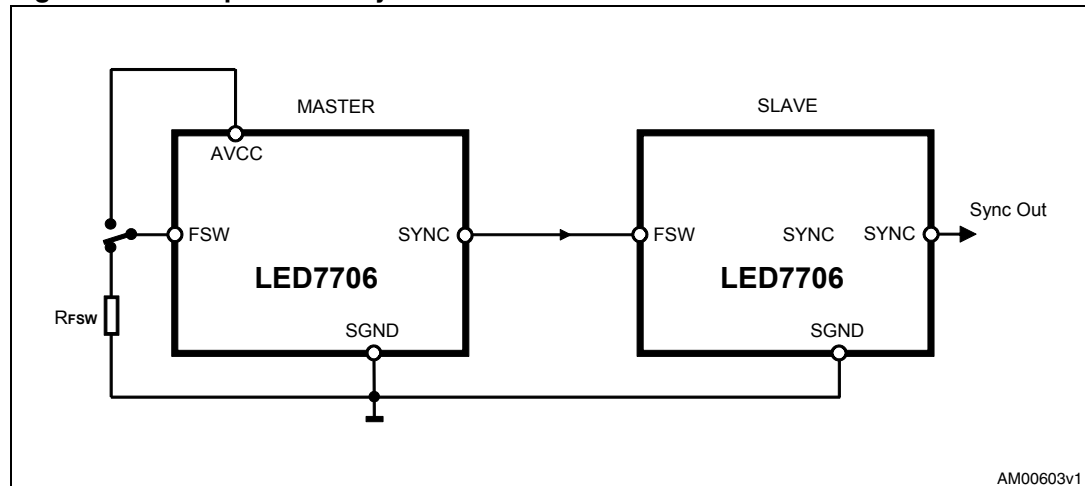 MASTER
SLAVE
AVCC
FSW
SYNC
FSW
SYNC
SYNC
Sync Out
LED7706
LED7706
RFSW
SGND
SGND
AM00603v1